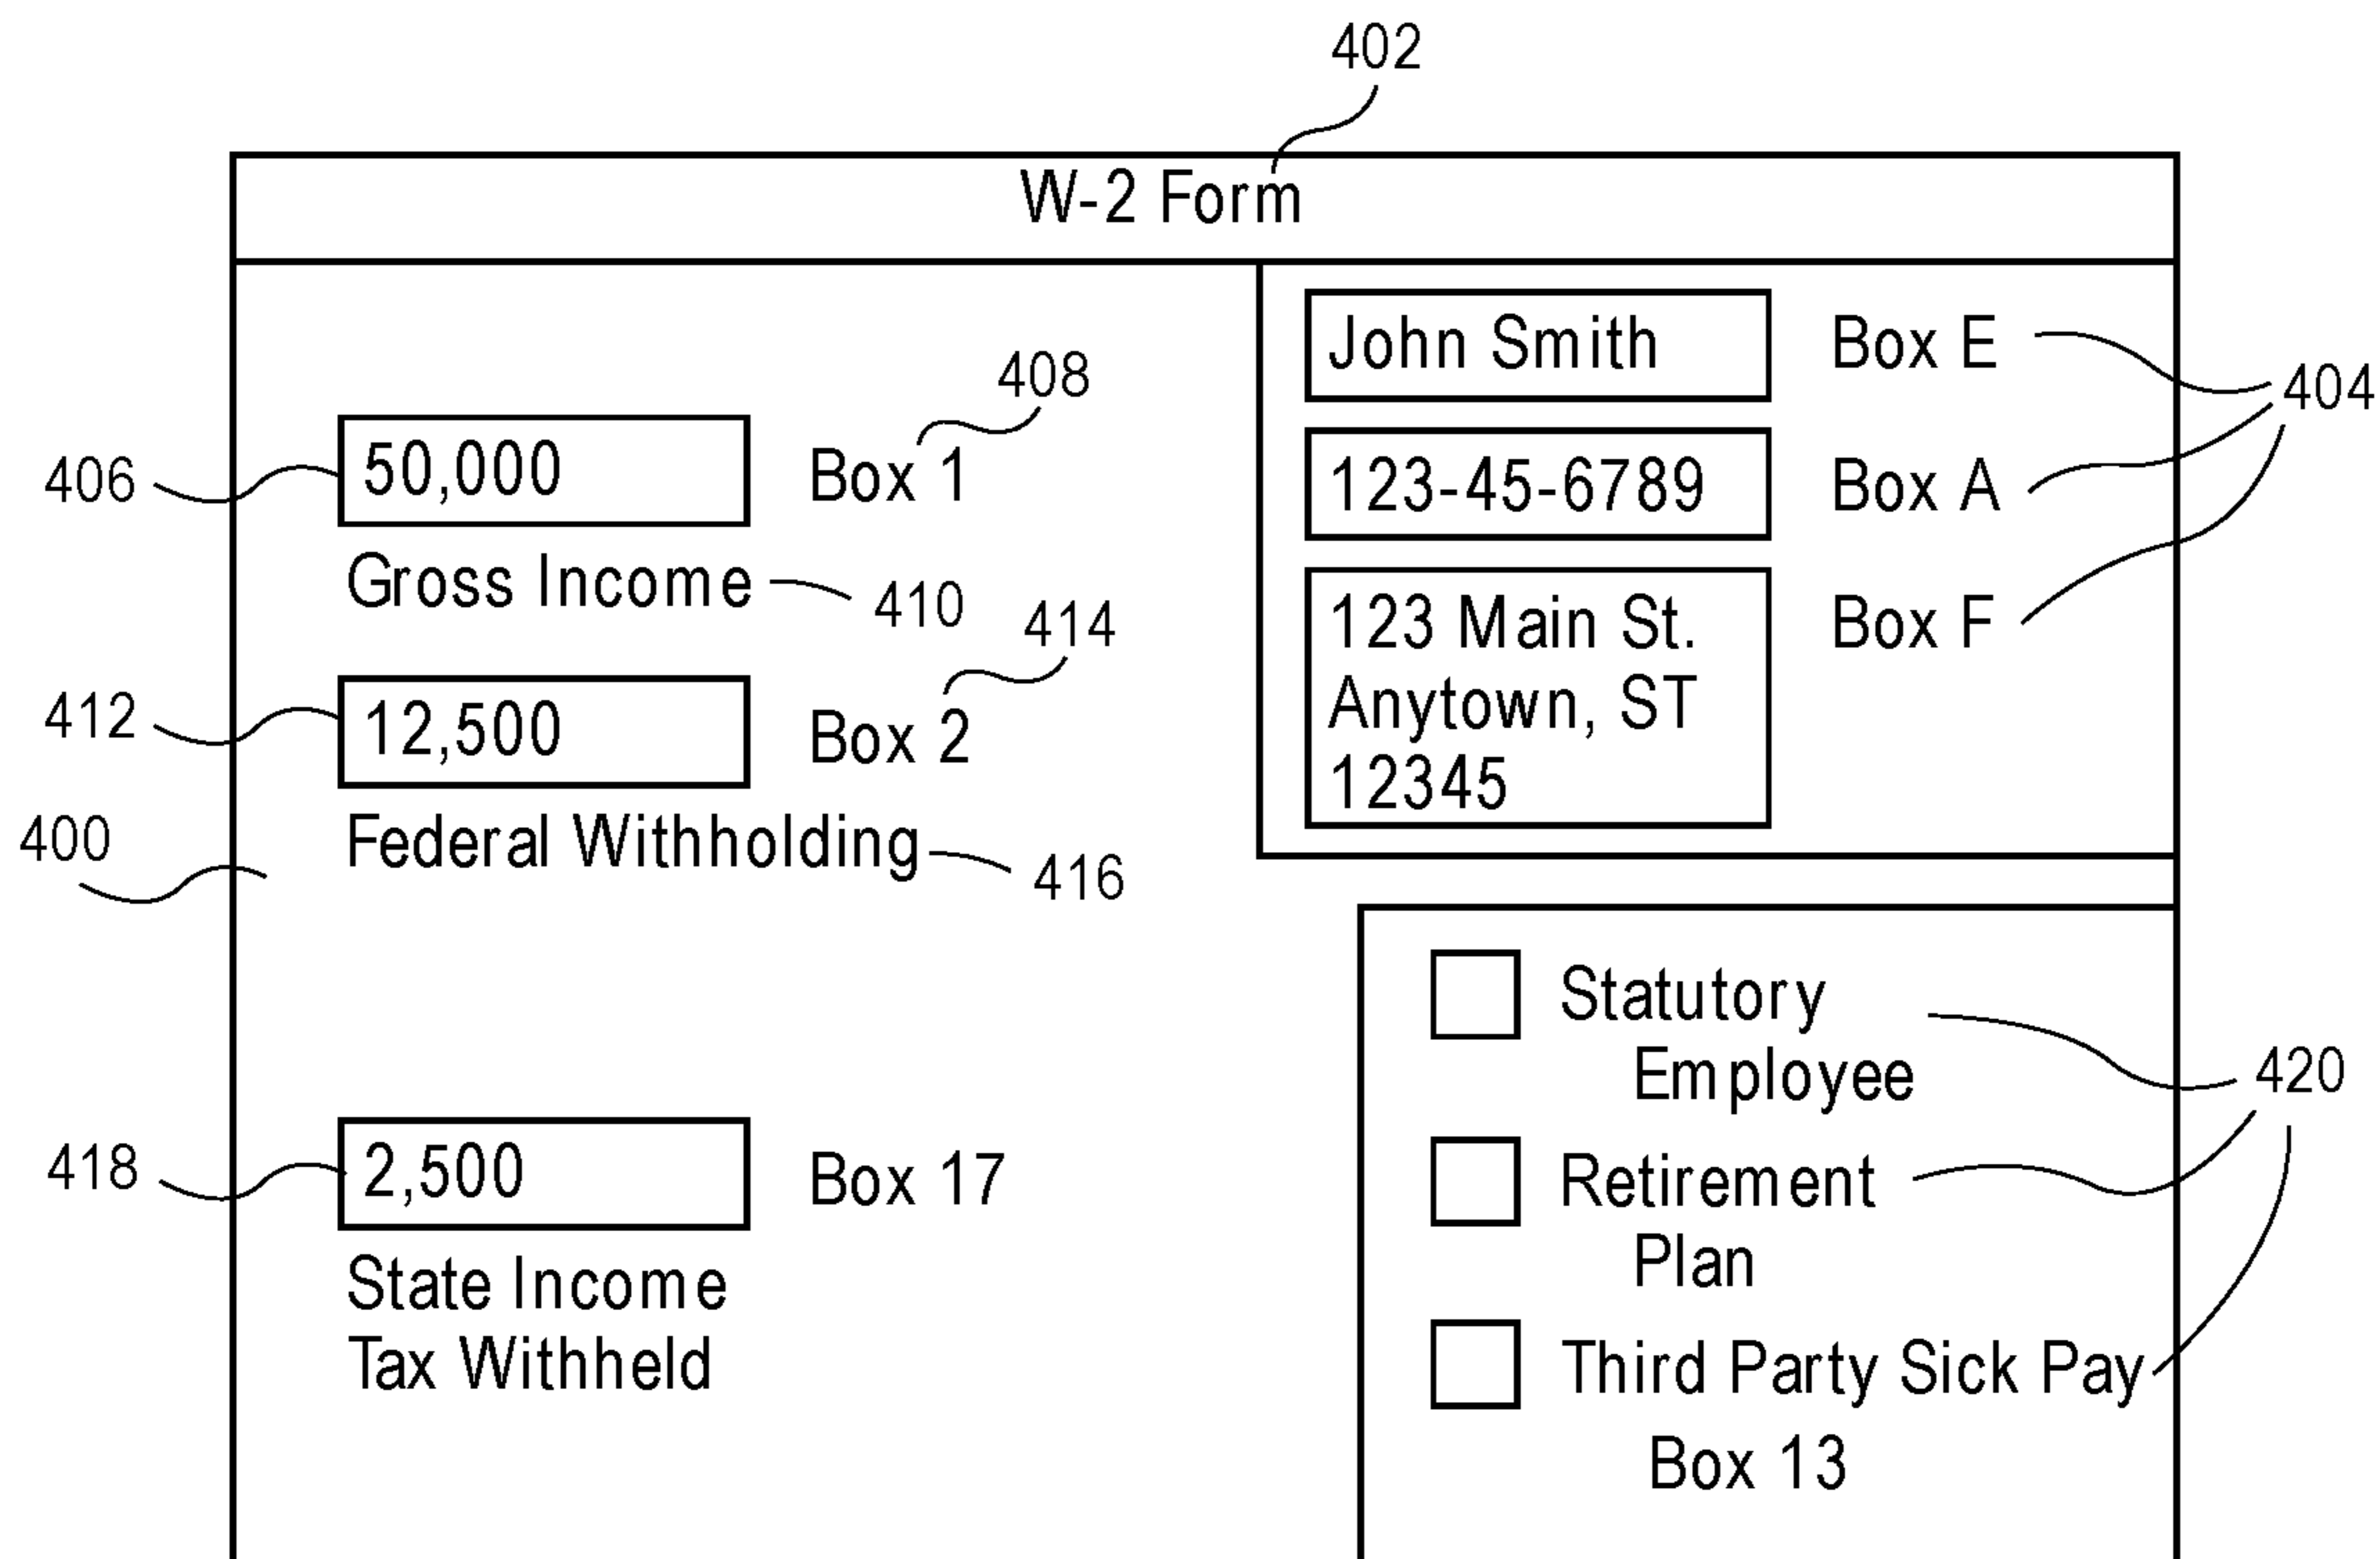 402
W-2 Form
John Smith Box E
404
408
50,000 Box 1
406
123-45-6789 Box A
Gross Income 410
414
123 Main St. Box F
Anytown, ST
12345
412
12,500 Box 2
400
Federal Withholding 416
Statutory
Employee
420
418
2,500 Box 17
Retirement
Plan
State Income
Tax Withheld
Third Party Sick Pay
Box 13